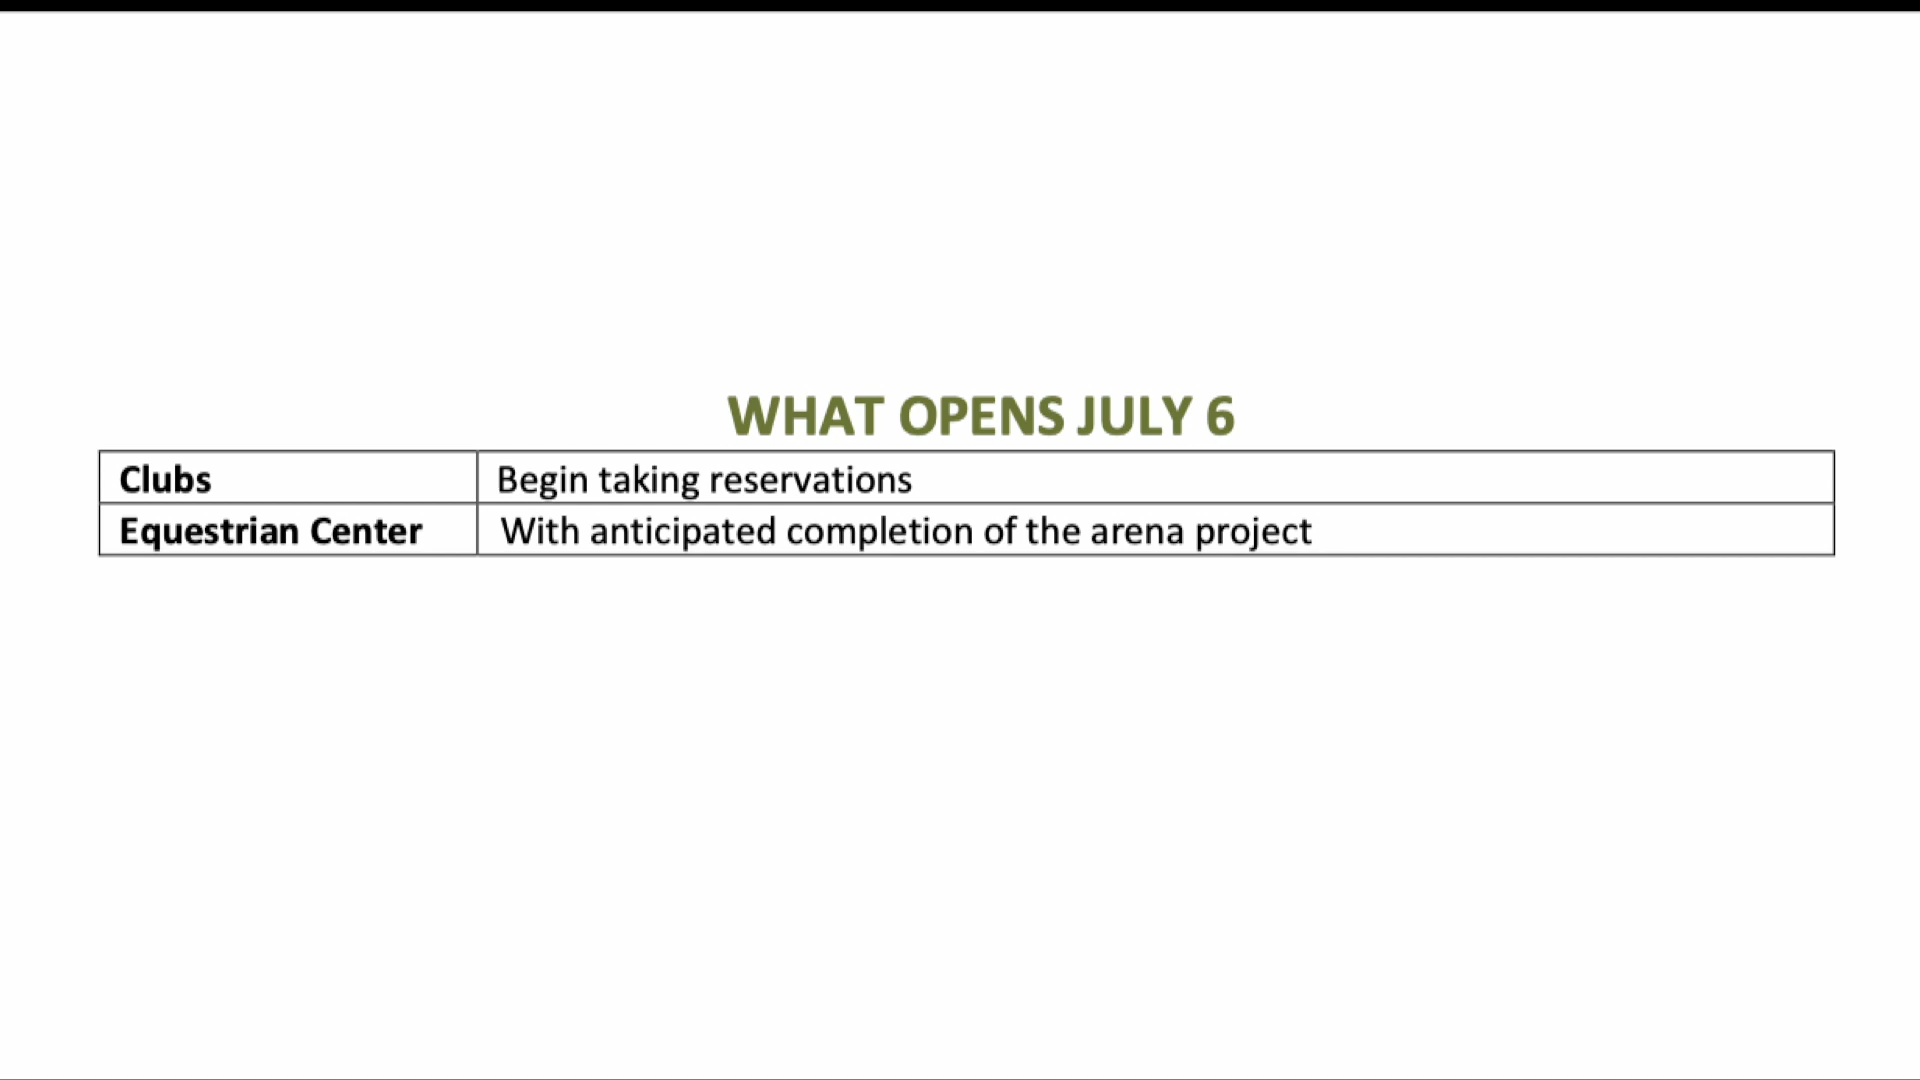 WHAT OPENS JULY 6
Clubs Begin taking reservations
Equestrian Center With anticipated completion of the arena project